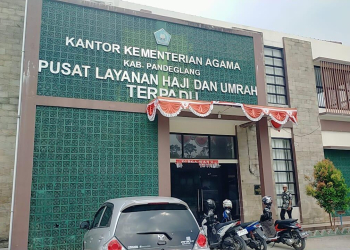 KANTOR KEMENTERIAN AGAMA
KAB. PANDEGLANG
PUSAT LAYANAN HAJI DAN UMRAH
TERPADU